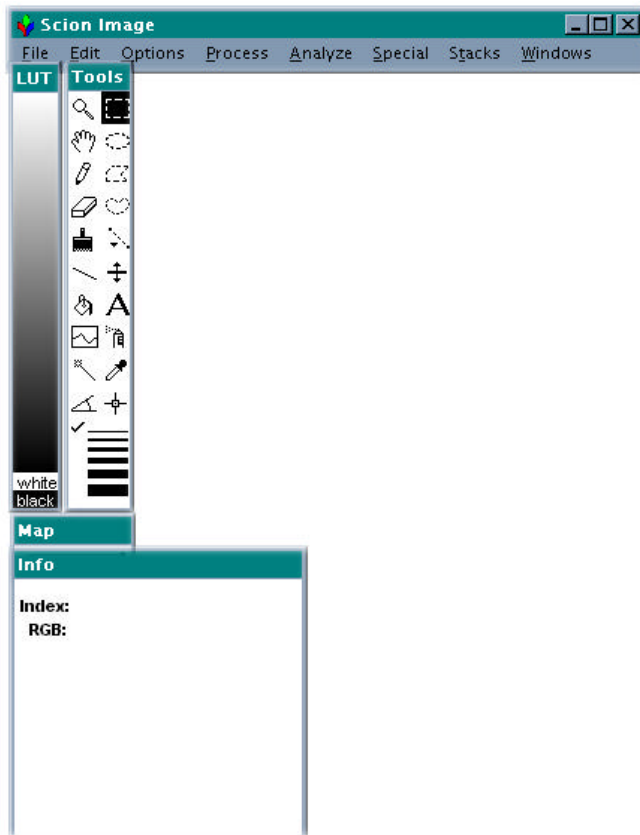 Scion Image
File Edit Options Process Analyze Special Stacks Windows
LUT Tools
A
white
black
Map
Info
Index:
RGB: